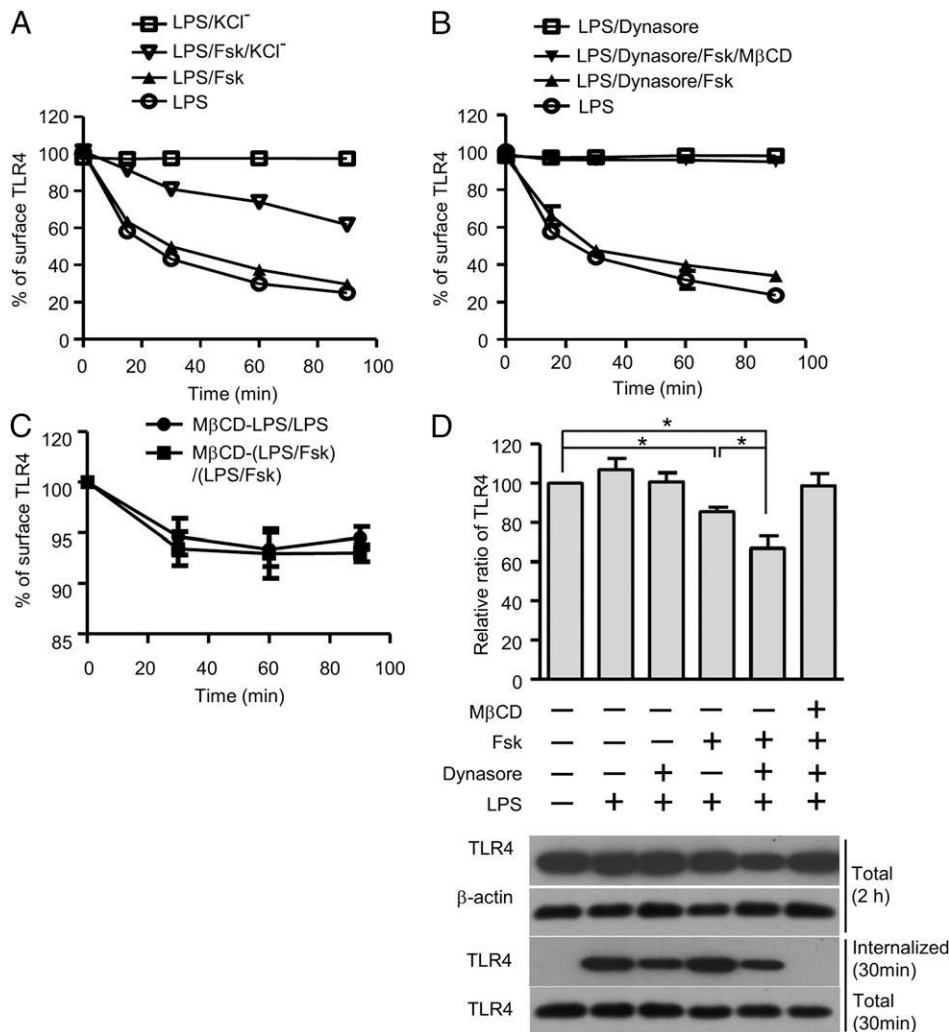 A
LPS/KCl⁻
LPS/Fsk/KCl⁻
LPS/Fsk
LPS
120
100
80
60
40
20
0
% of surface TLR4
0 20 40 60 80 100
Time (min)
B
LPS/Dynasore
LPS/Dynasore/Fsk/MβCD
LPS/Dynasore/Fsk
LPS
120
100
80
60
40
20
0
% of surface TLR4
0 20 40 60 80 100
Time (min)
C
MβCD-LPS/LPS
MβCD-(LPS/Fsk)
/(LPS/Fsk)
120
100
95
90
85
% of surface TLR4
0 20 40 60 80 100
Time (min)
D
* * *
120
100
80
60
40
20
0
Relative ratio of TLR4
MβCD — — — — — +
Fsk — — — + + +
Dynasore — — + — + +
LPS — + + + + +
TLR4
β-actin
Total
(2 h)
TLR4
Internalized
(30min)
TLR4
Total
(30min)